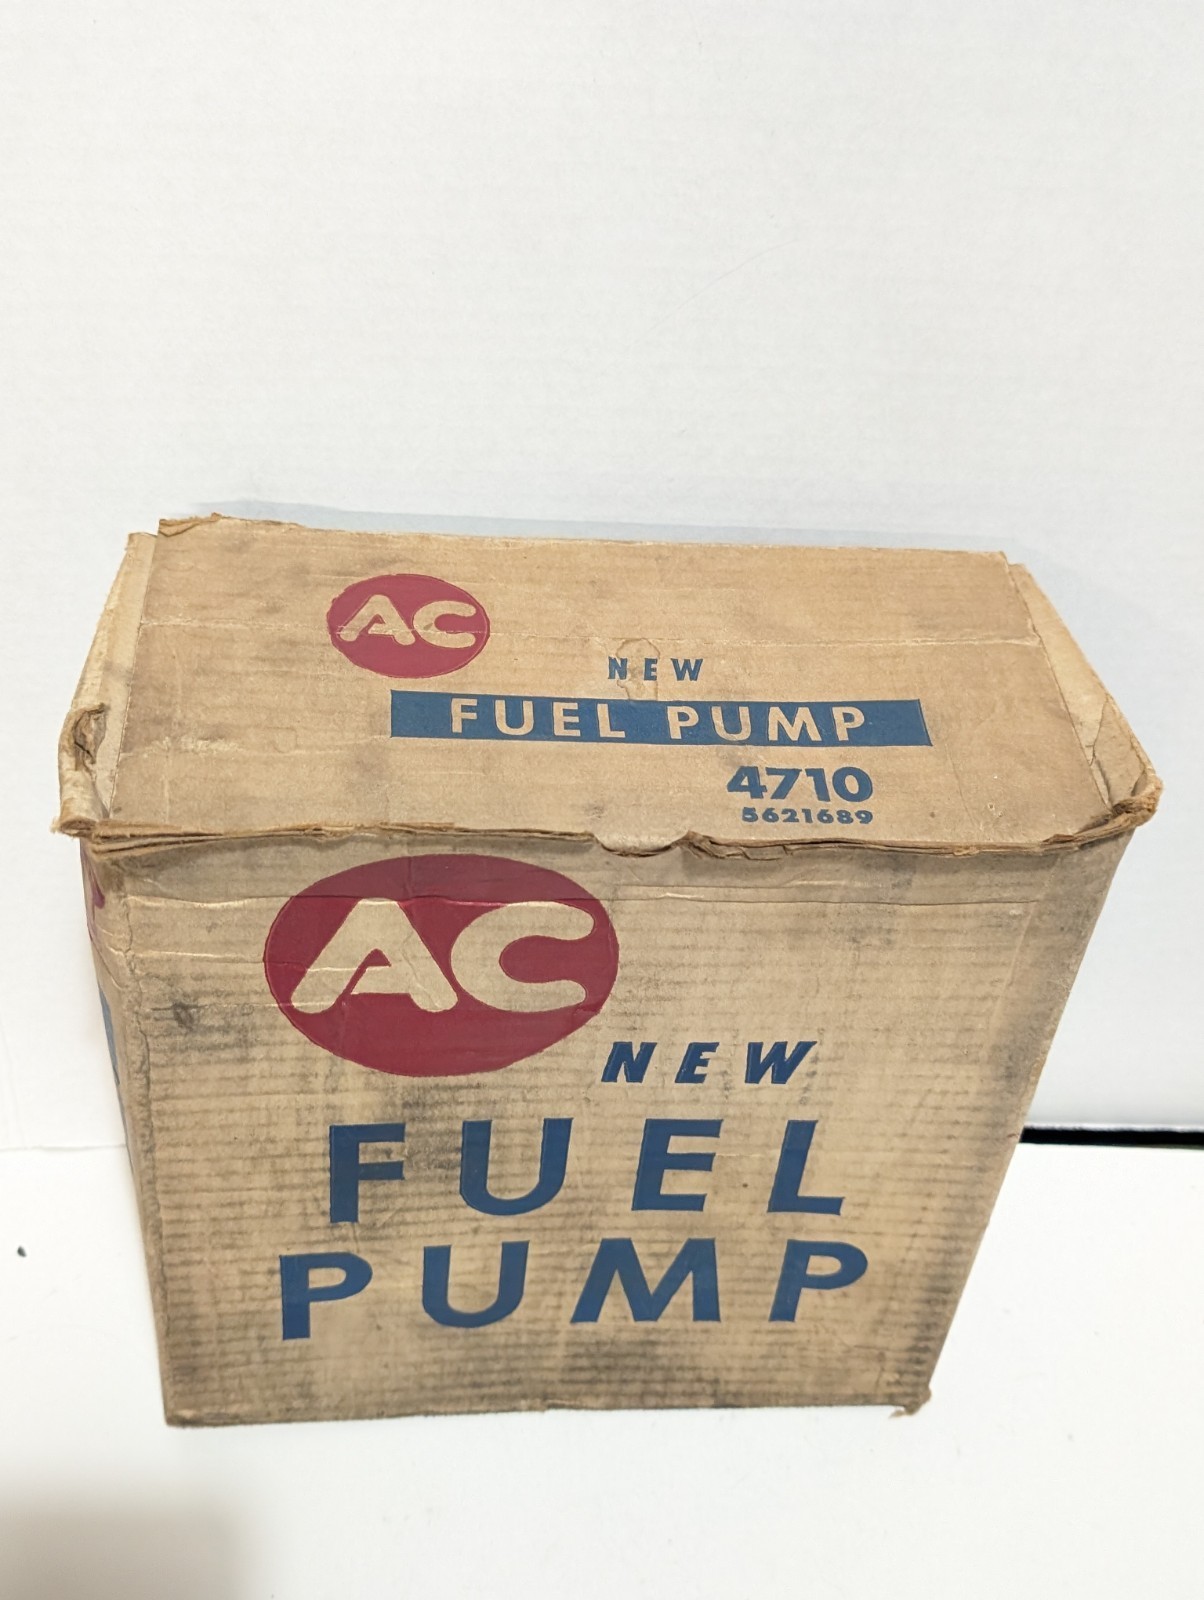 AC
NEW
FUEL PUMP
4710
5621689
AC
NEW
FUEL
PUMP